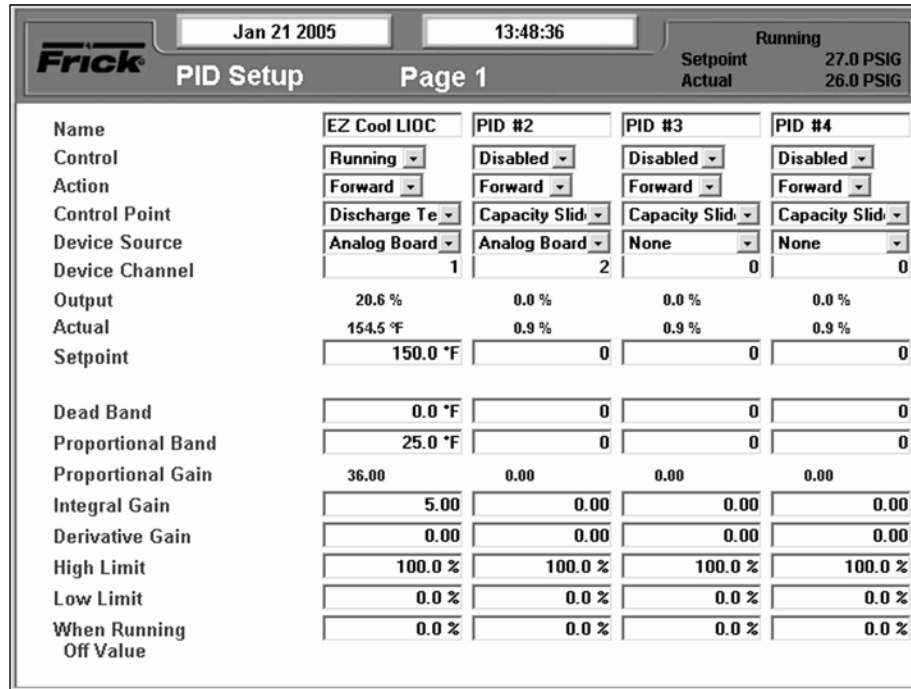 Jan 21 2005 13:48:36 Running
Frick Setpoint 27.0 PSIG
PID Setup Page 1 Actual 26.0 PSIG
Name EZ Cool LIOC PID #2 PID #3 PID #4
Control Running Disabled Disabled Disabled
Action Forward Forward Forward Forward
Control Point Discharge Te Capacity Slid Capacity Slid Capacity Slid
Device Source Analog Board Analog Board None None
Device Channel 1 2 0 0
Output 20.6 % 0.0 % 0.0 % 0.0 %
Actual 154.5 °F 0.9 % 0.9 % 0.9 %
Setpoint 150.0 °F 0 0 0
Dead Band 0.0 °F 0 0 0
Proportional Band 25.0 °F 0 0 0
Proportional Gain 36.00 0.00 0.00 0.00
Integral Gain 5.00 0.00 0.00 0.00
Derivative Gain 0.00 0.00 0.00 0.00
High Limit 100.0 % 100.0 % 100.0 % 100.0 %
Low Limit 0.0 % 0.0 % 0.0 % 0.0 %
When Running 0.0 % 0.0 % 0.0 % 0.0 %
Off Value